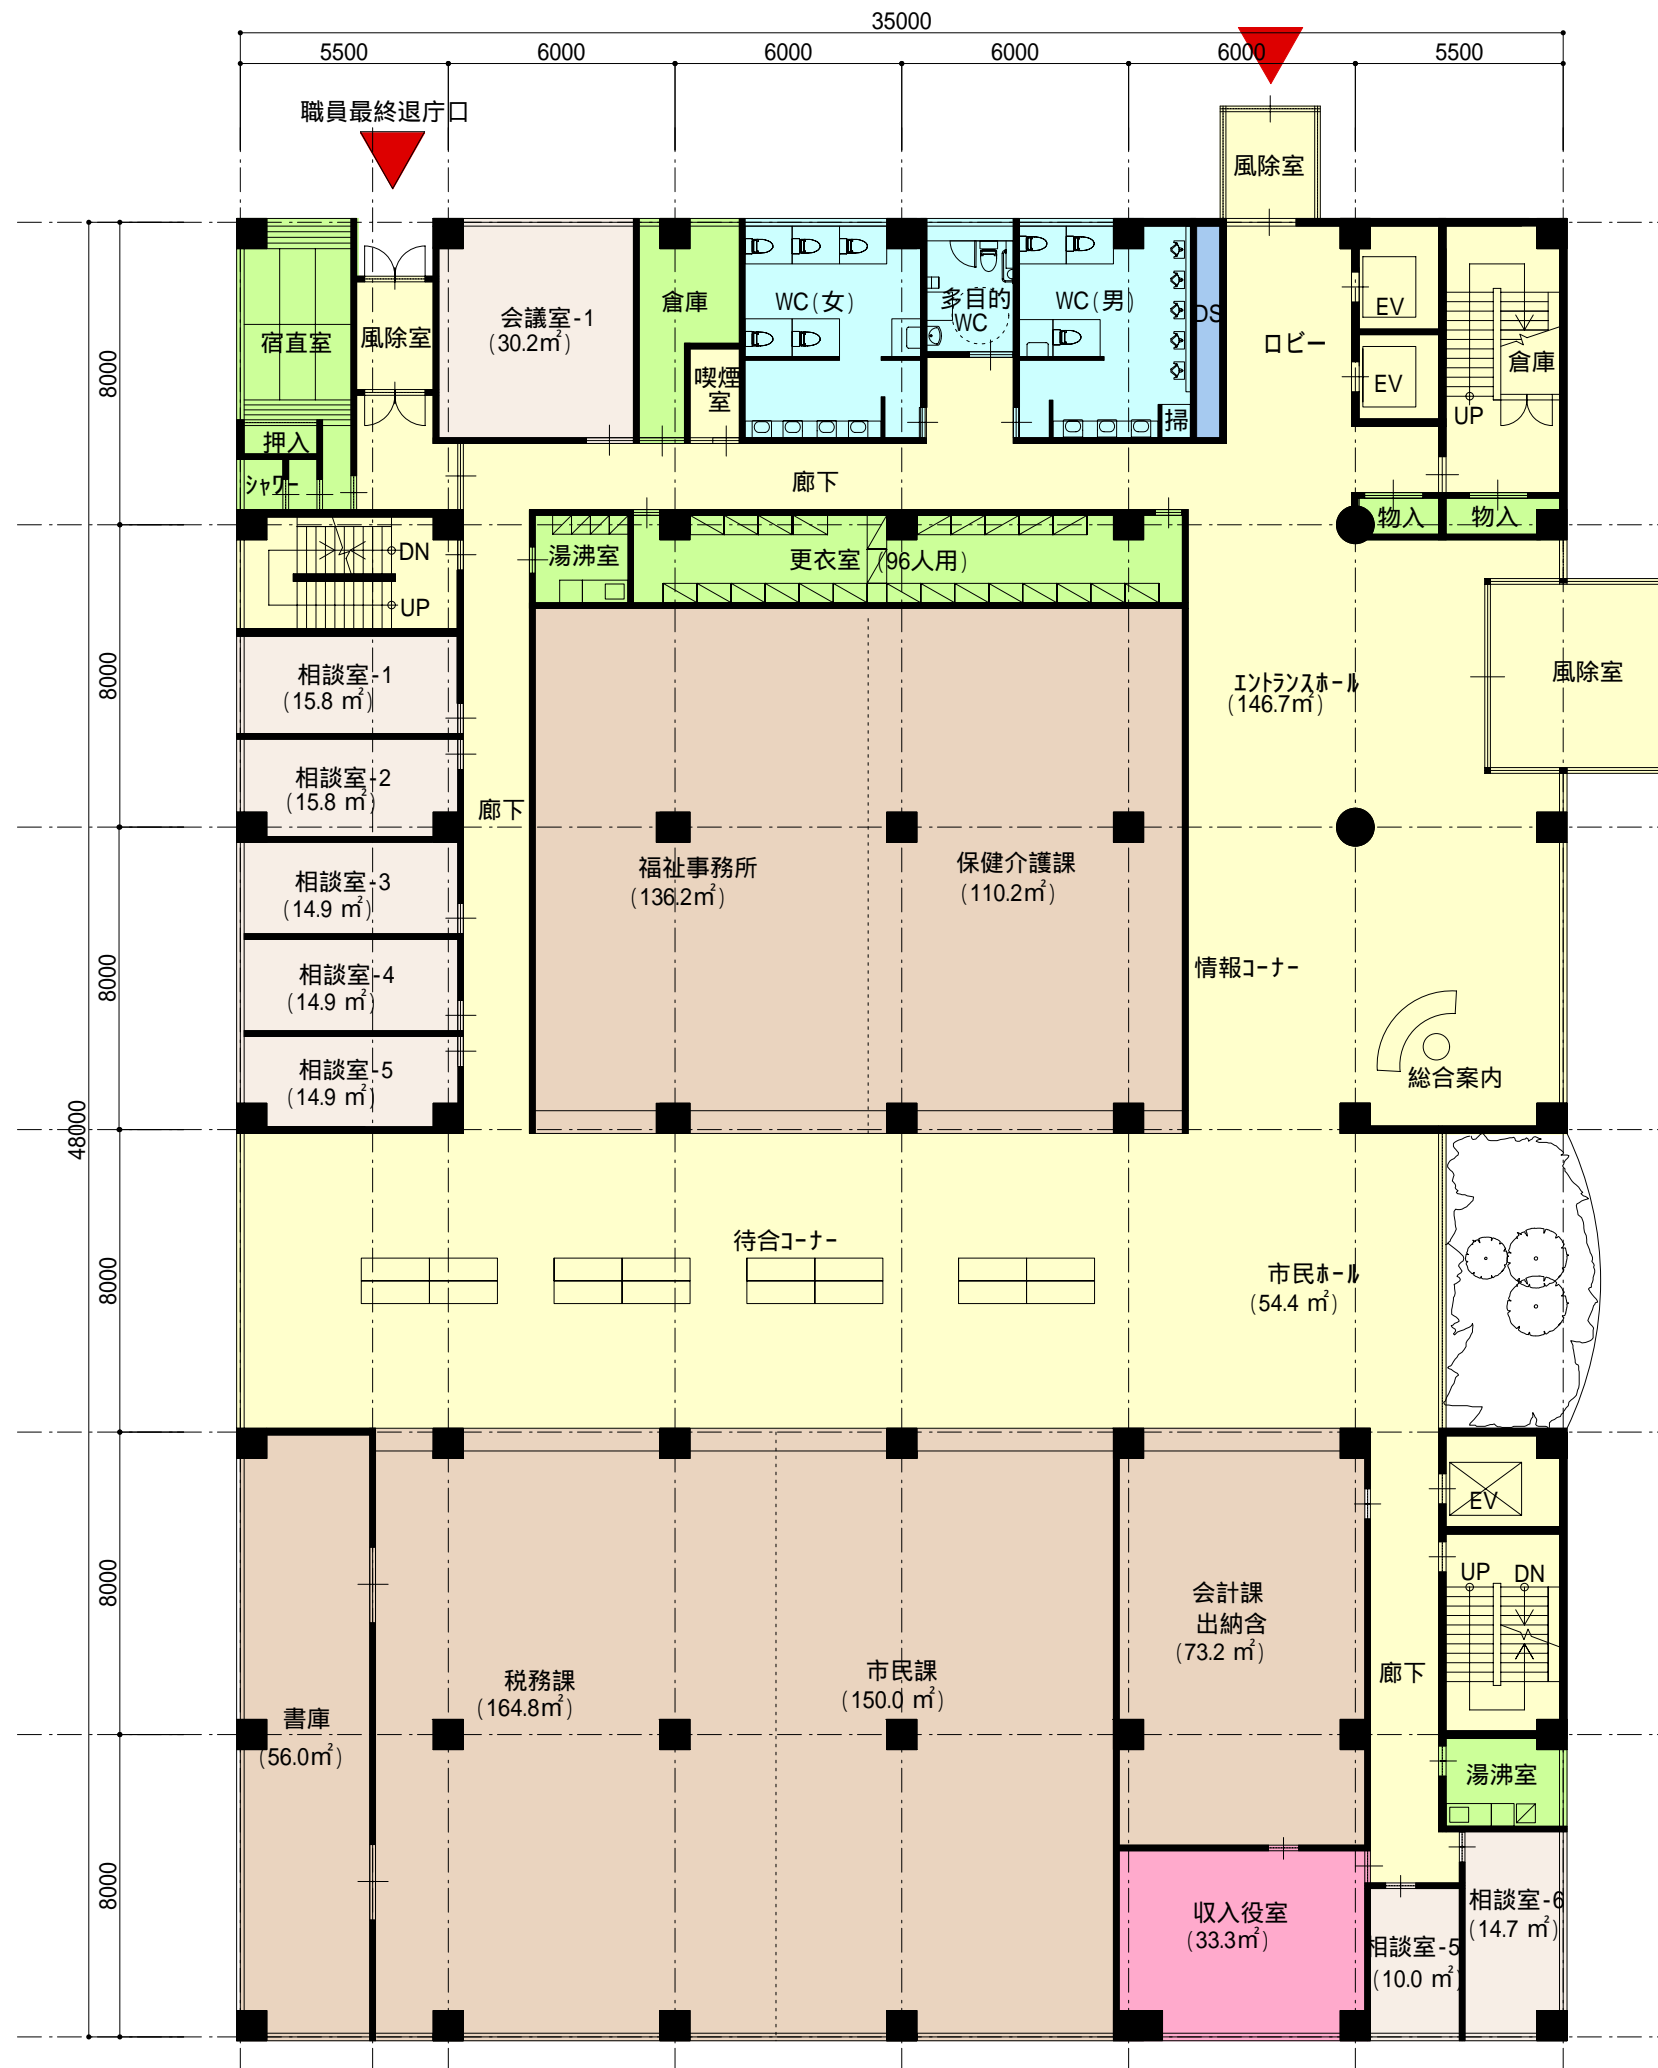 35000
5500
6000
6000
6000
6000
5500
職員最終退庁口
風除室
8000
8000
8000
48000
8000
8000
8000
宿直室
風除室
会議室-1
(30.2㎡)
倉庫
喫煙
室
WC(女)
多目的
WC
WC(男)
DS
掃
ロビー
EV
EV
倉庫
UP
押入
シャワー
廊下
物入
物入
DN
UP
湯沸室
更衣室 (96人用)
相談室-1
(15.8 ㎡)
相談室-2
(15.8 ㎡)
相談室-3
(14.9 ㎡)
相談室-4
(14.9 ㎡)
相談室-5
(14.9 ㎡)
廊下
福祉事務所
(136.2㎡)
保健介護課
(110.2㎡)
エントランスホール
(146.7㎡)
風除室
情報コーナー
総合案内
待合コーナー
市民ホール
(54.4 ㎡)
書庫
(56.0㎡)
税務課
(164.8㎡)
市民課
(150.0 ㎡)
会計課
出納含
(73.2 ㎡)
廊下
EV
UP
DN
湯沸室
収入役室
(33.3㎡)
相談室-5
(10.0 ㎡)
相談室-6
(14.7 ㎡)